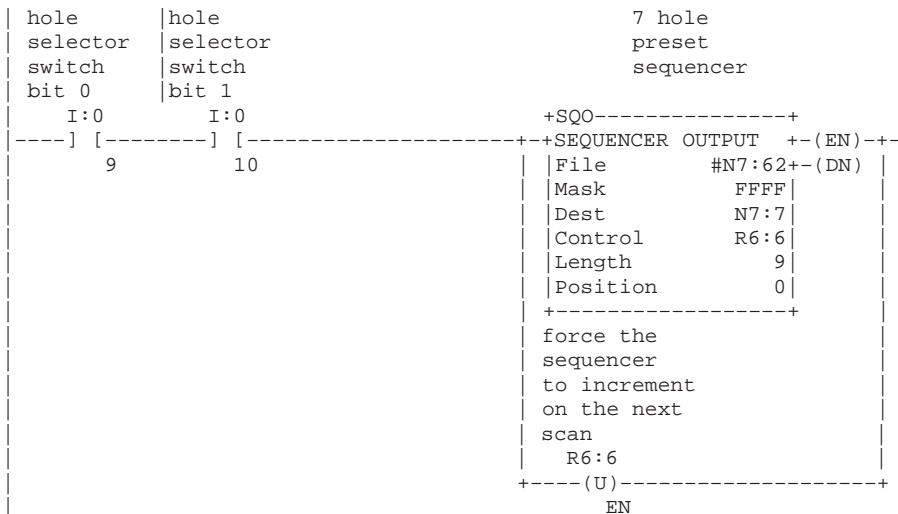 | hole      |hole                               7 hole
| selector  |selector                           preset
| switch    |switch                             sequencer
| bit 0     |bit 1
|    I:0         I:0                       +SQO---------------+
|----] [--------] [---------------------+-+SEQUENCER OUTPUT  +-(EN)-+-
|       9          10                   | |File        #N7:62+-(DN) |
|                                       | |Mask          FFFF|      |
|                                       | |Dest          N7:7|      |
|                                       | |Control       R6:6|      |
|                                       | |Length           9|      |
|                                       | |Position         0|      |
|                                       | +------------------+      |
|                                       | force the                 |
|                                       | sequencer                 |
|                                       | to increment              |
|                                       | on the next               |
|                                       | scan                      |
|                                       |   R6:6                    |
|                                       +----(U)--------------------+
|                                              EN